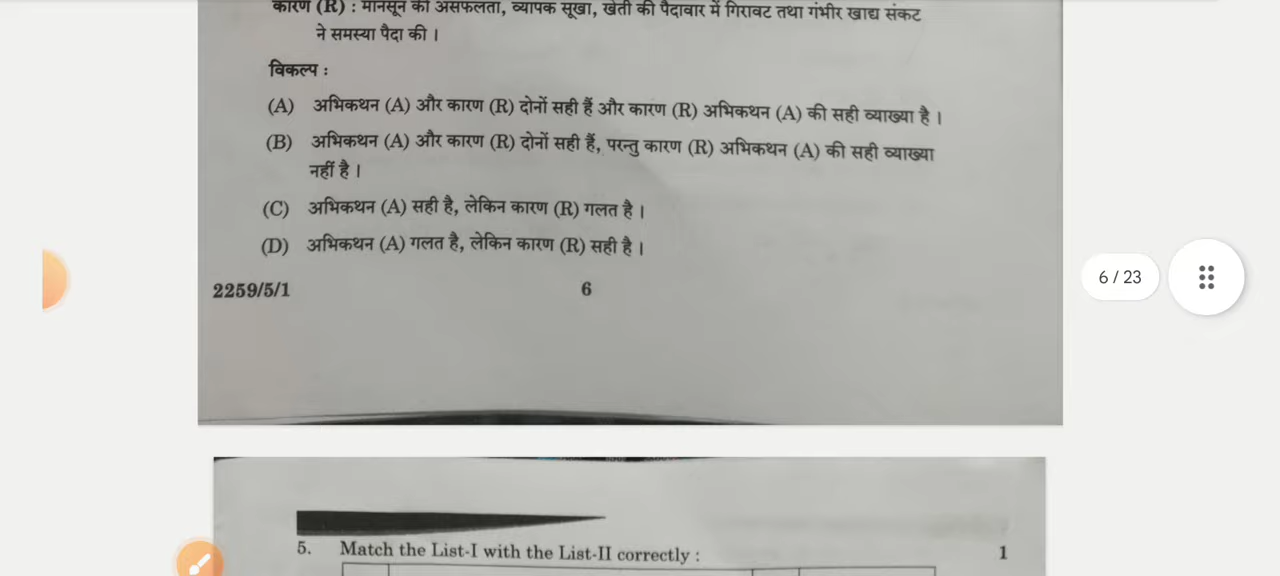 कारण (R) : मानसून की असफलता, व्यापक सूखा, खेती की पैदावार में गिरावट तथा गंभीर खाद्य संकट
ने समस्या पैदा की ।
विकल्प :
(A) अभिकथन (A) और कारण (R) दोनों सही हैं और कारण (R) अभिकथन (A) की सही व्याख्या है ।
(B) अभिकथन (A) और कारण (R) दोनों सही हैं, परन्तु कारण (R) अभिकथन (A) की सही व्याख्या
नहीं है ।
(C) अभिकथन (A) सही है, लेकिन कारण (R) गलत है ।
(D) अभिकथन (A) गलत है, लेकिन कारण (R) सही है ।
2259/5/1 6
6 / 23
5. Match the List-I with the List-II correctly : 1